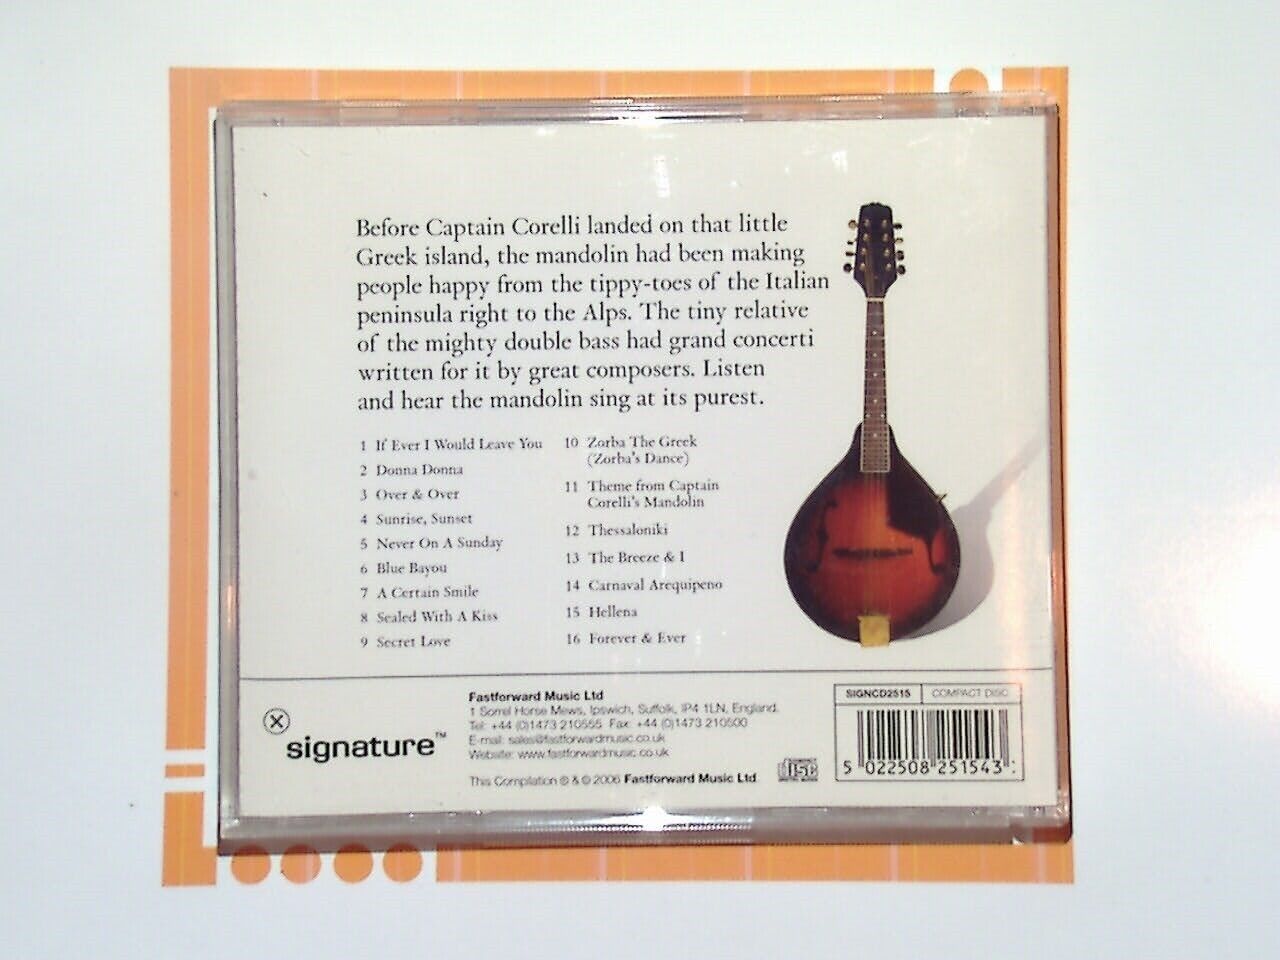 Before Captain Corelli landed on that little
Greek island, the mandolin had been making
people happy from the tippy-toes of the Italian
peninsula right to the Alps. The tiny relative
of the mighty double bass had grand concerti
written for it by great composers. Listen
and hear the mandolin sing at its purest.
1 If Ever I Would Leave You
2 Donna Donna
3 Over & Over
4 Sunrise, Sunset
5 Never On A Sunday
6 Blue Bayou
7 A Certain Smile
8 Sealed With A Kiss
9 Secret Love
10 Zorba The Greek
(Zorba's Dance)
11 Theme from Captain
Corelli's Mandolin
12 Thessaloniki
13 The Breeze & I
14 Carnaval Arequipeno
15 Hellena
16 Forever & Ever
signature™
Fastforward Music Ltd
1 Sorrel Horse Mews, Ipswich, Suffolk, IP4 1LN, England.
Tel: +44 (0)1473 210555 Fax: +44 (0)1473 210500
E-mail: sales@fastforwardmusic.co.uk
Website: www.fastforwardmusic.co.uk
This Compilation ℗ & © 2006 Fastforward Music Ltd
COMPACT disc DIGITAL AUDIO
SIGNCD2515 COMPACT DISC
5 022508 251543